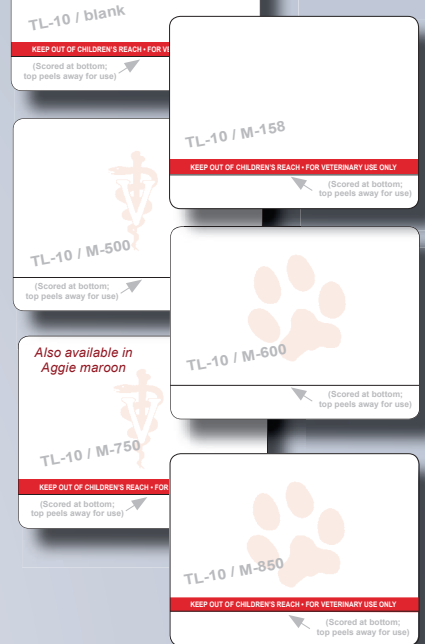 TL-10 / blank
KEEP OUT OF CHILDREN'S REACH • FOR VE
(Scored at bottom;
top peels away for use)
TL-10 / M-158
KEEP OUT OF CHILDREN'S REACH • FOR VETERINARY USE ONLY
(Scored at bottom;
top peels away for use)
V
TL-10 / M-500
(Scored at bottom;
top peels away for use)
TL-10 / M-600
(Scored at bottom;
top peels away for use)
Also available in
Aggie maroon
V
TL-10 / M-750
KEEP OUT OF CHILDREN'S REACH • FOR
(Scored at bottom;
top peels away for use)
TL-10 / M-850
KEEP OUT OF CHILDREN'S REACH • FOR VETERINARY USE ONLY
(Scored at bottom;
top peels away for use)